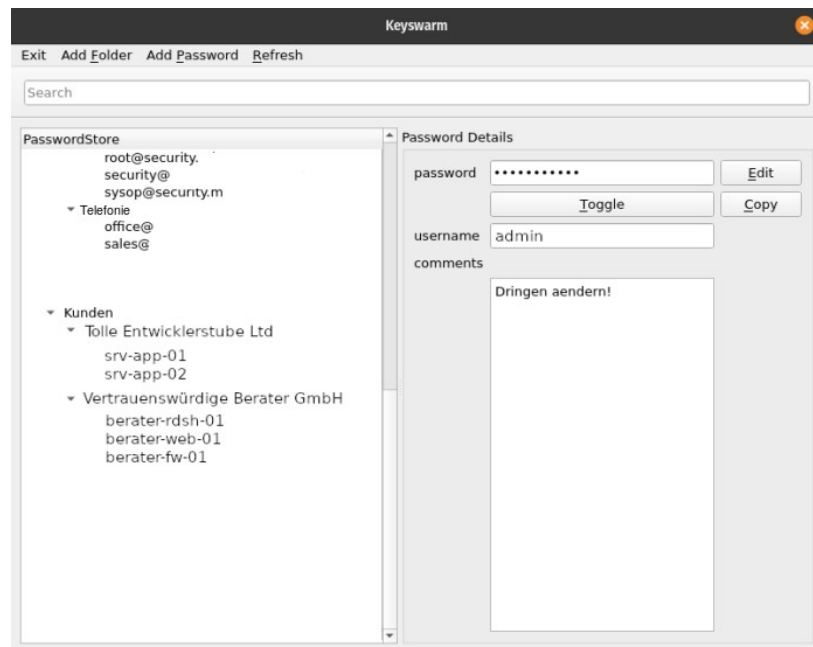 Keyswarm
Exit Add Folder Add Password Refresh
Search
PasswordStore
root@security.
security@
sysop@security.m
Telefonie
office@
sales@
Kunden
Tolle Entwicklerstube Ltd
srv-app-01
srv-app-02
Vertrauenswürdige Berater GmbH
berater-rdsh-01
berater-web-01
berater-fw-01
Password Details
password ••••••••••• Edit
Toggle Copy
username admin
comments
Dringen aendern!